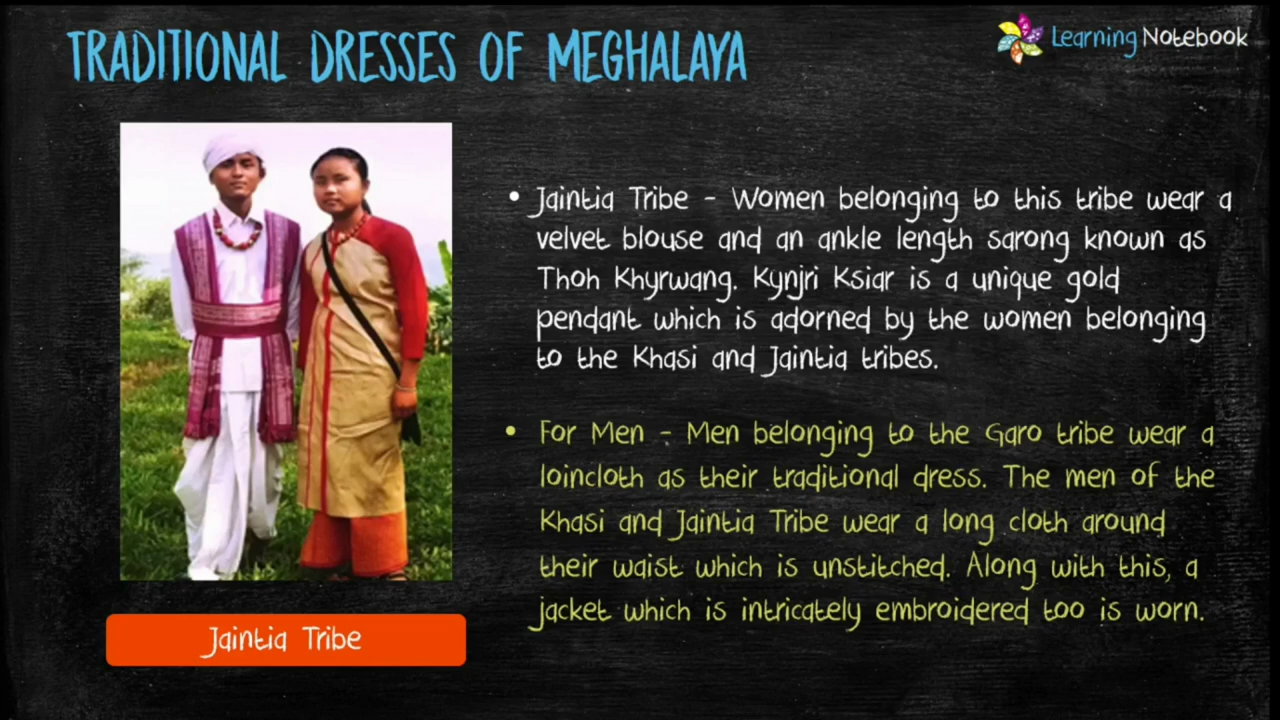 TRADITIONAL DRESSES OF MEGHALAYA
Learning Notebook
• Jaintia Tribe - Women belonging to this tribe wear a
velvet blouse and an ankle length sarong known as
Thoh Khyrwang. Kynjri Ksiar is a unique gold
pendant which is adorned by the women belonging
to the Khasi and Jaintia tribes.
• For Men - Men belonging to the Garo tribe wear a
loincloth as their traditional dress. The men of the
Khasi and Jaintia Tribe wear a long cloth around
their waist which is unstitched. Along with this, a
jacket which is intricately embroidered too is worn.
Jaintia Tribe